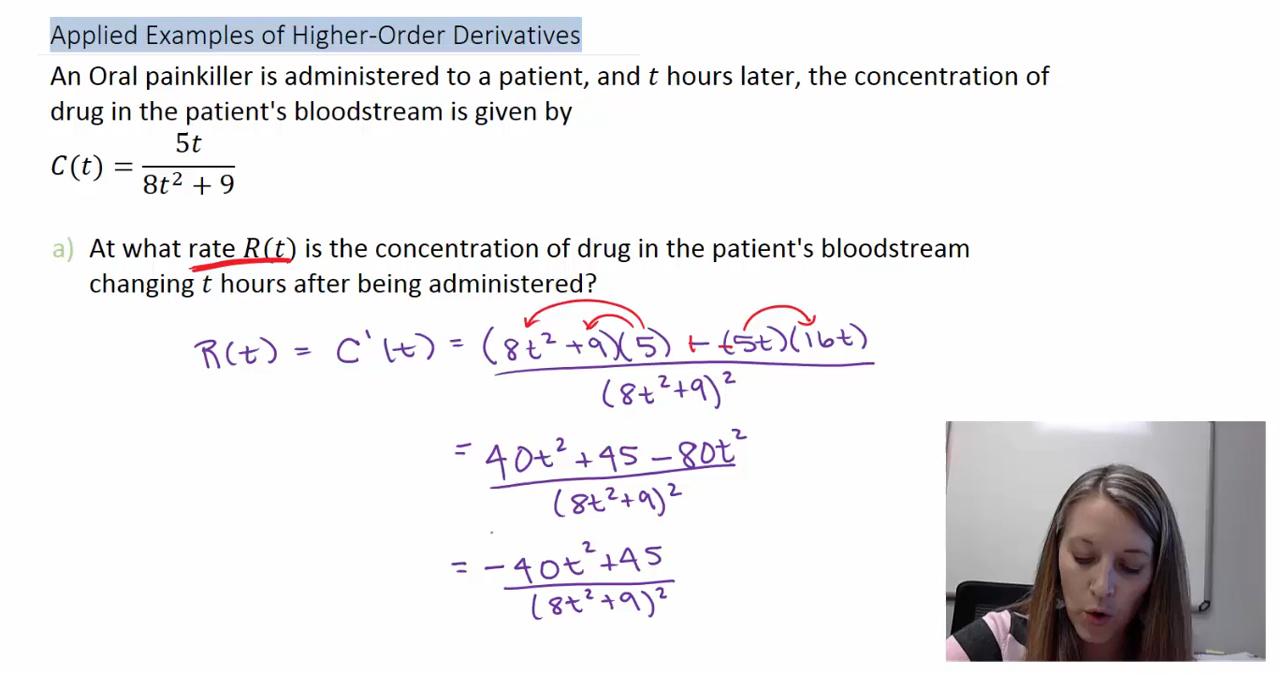 Applied Examples of Higher-Order Derivatives
An Oral painkiller is administered to a patient, and t hours later, the concentration of
drug in the patient's bloodstream is given by
C(t) = 5t / (8t² + 9)
a) At what rate R(t) is the concentration of drug in the patient's bloodstream
changing t hours after being administered?
R(t) = C'(t) = (8t² + 9)(5) + -(5t)(16t)
(8t²+9)²
= 40t² + 45 - 80t²
(8t²+9)²
= -40t² + 45
(8t²+9)²